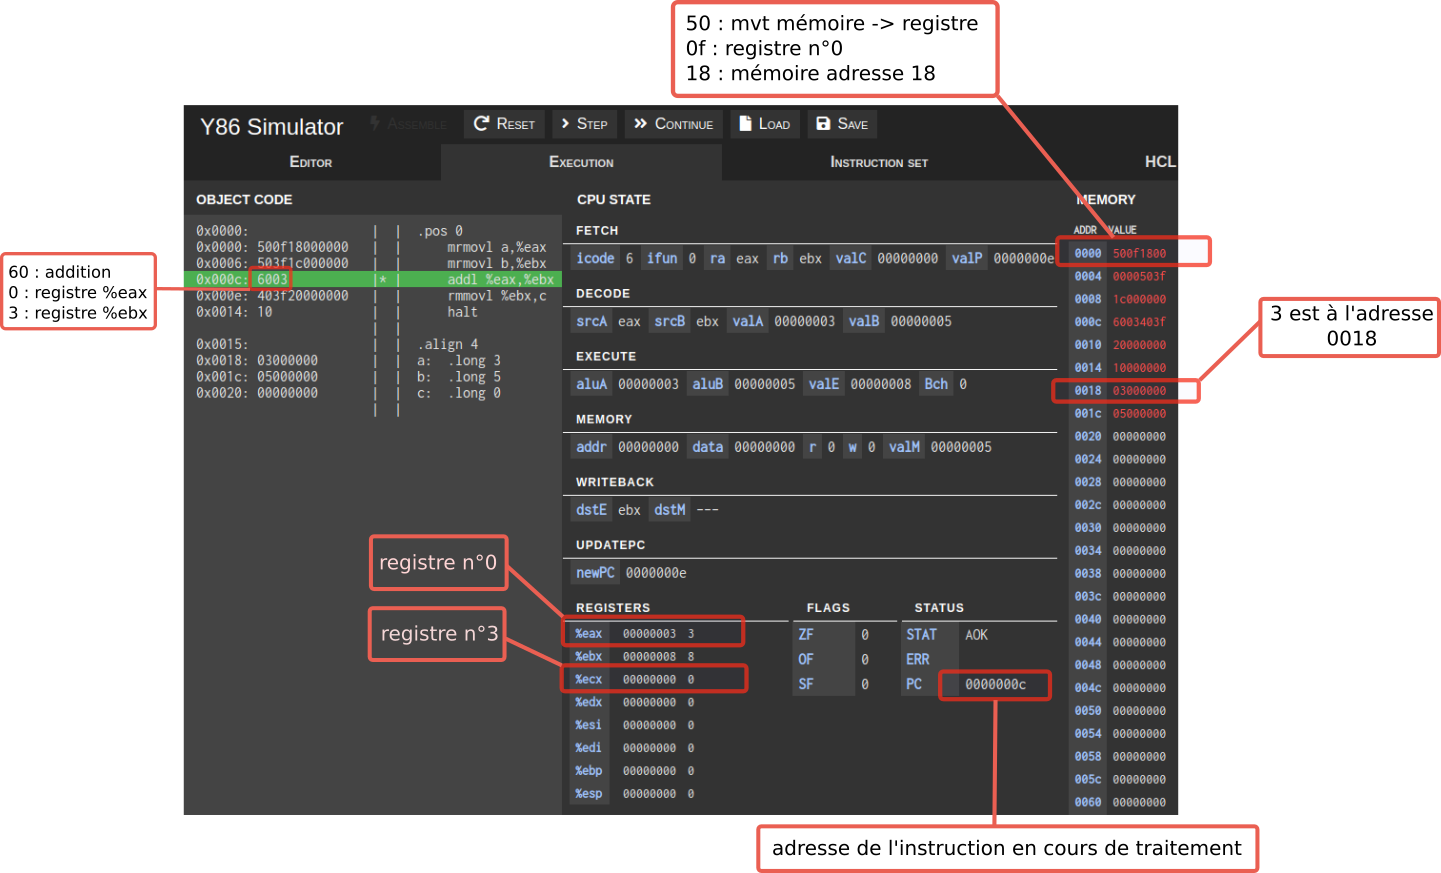 50 : mvt mémoire -> registre
0f : registre n°0
18 : mémoire adresse 18
Y86 Simulator
Assemble
Reset
Step
Continue
Load
Save
Editor
Execution
Instruction set
HCL
OBJECT CODE
0x0000: | | .pos 0
0x0000: 500f18000000 | | mrmovl a,%eax
0x0006: 503f1c000000 | | mrmovl b,%ebx
0x000c: 6003 |* | addl %eax,%ebx
0x000e: 403f20000000 | | rmmovl %ebx,c
0x0014: 10 | | halt
| |
0x0015: | | .align 4
0x0018: 03000000 | | a: .long 3
0x001c: 05000000 | | b: .long 5
0x0020: 00000000 | | c: .long 0
| |
60 : addition
0 : registre %eax
3 : registre %ebx
CPU STATE
FETCH
icode 6 ifun 0 ra eax rb ebx valC 00000000 valP 0000000e
DECODE
srcA eax srcB ebx valA 00000003 valB 00000005
EXECUTE
aluA 00000003 aluB 00000005 valE 00000008 Bch 0
MEMORY
addr 00000000 data 00000000 r 0 w 0 valM 00000005
WRITEBACK
dstE ebx dstM ---
UPDATEPC
newPC 0000000e
REGISTERS
%eax 00000003 3
%ebx 00000008 8
%ecx 00000000 0
%edx 00000000 0
%esi 00000000 0
%edi 00000000 0
%ebp 00000000 0
%esp 00000000 0
registre n°0
registre n°3
FLAGS
ZF 0
OF 0
SF 0
STATUS
STAT AOK
ERR
PC 0000000c
MEMORY
ADDR VALUE
0000 500f1800
0004 0000503f
0008 1c000000
000c 6003403f
0010 20000000
0014 10000000
0018 03000000
001c 05000000
0020 00000000
0024 00000000
0028 00000000
002c 00000000
0030 00000000
0034 00000000
0038 00000000
003c 00000000
0040 00000000
0044 00000000
0048 00000000
004c 00000000
0050 00000000
0054 00000000
0058 00000000
005c 00000000
0060 00000000
3 est à l'adresse
0018
adresse de l'instruction en cours de traitement